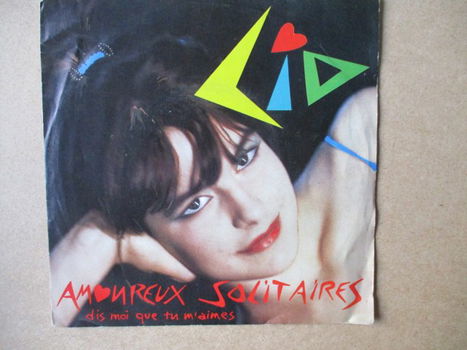 LiO
AMOUREUX SOLITAIRES
dis moi que tu m'aimes